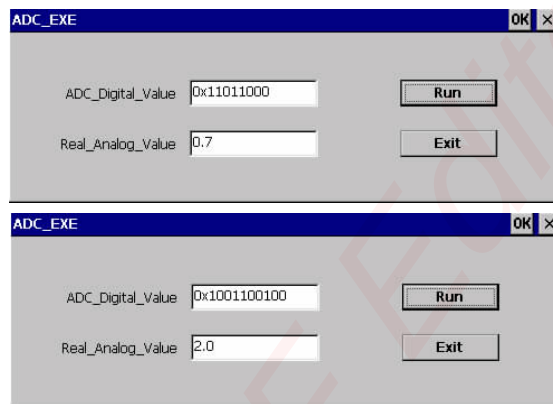 ADC_EXE OK ×
ADC_Digital_Value 0x11011000 Run
Real_Analog_Value 0.7 Exit
ADC_EXE OK ×
ADC_Digital_Value 0x1001100100 Run
Real_Analog_Value 2.0 Exit